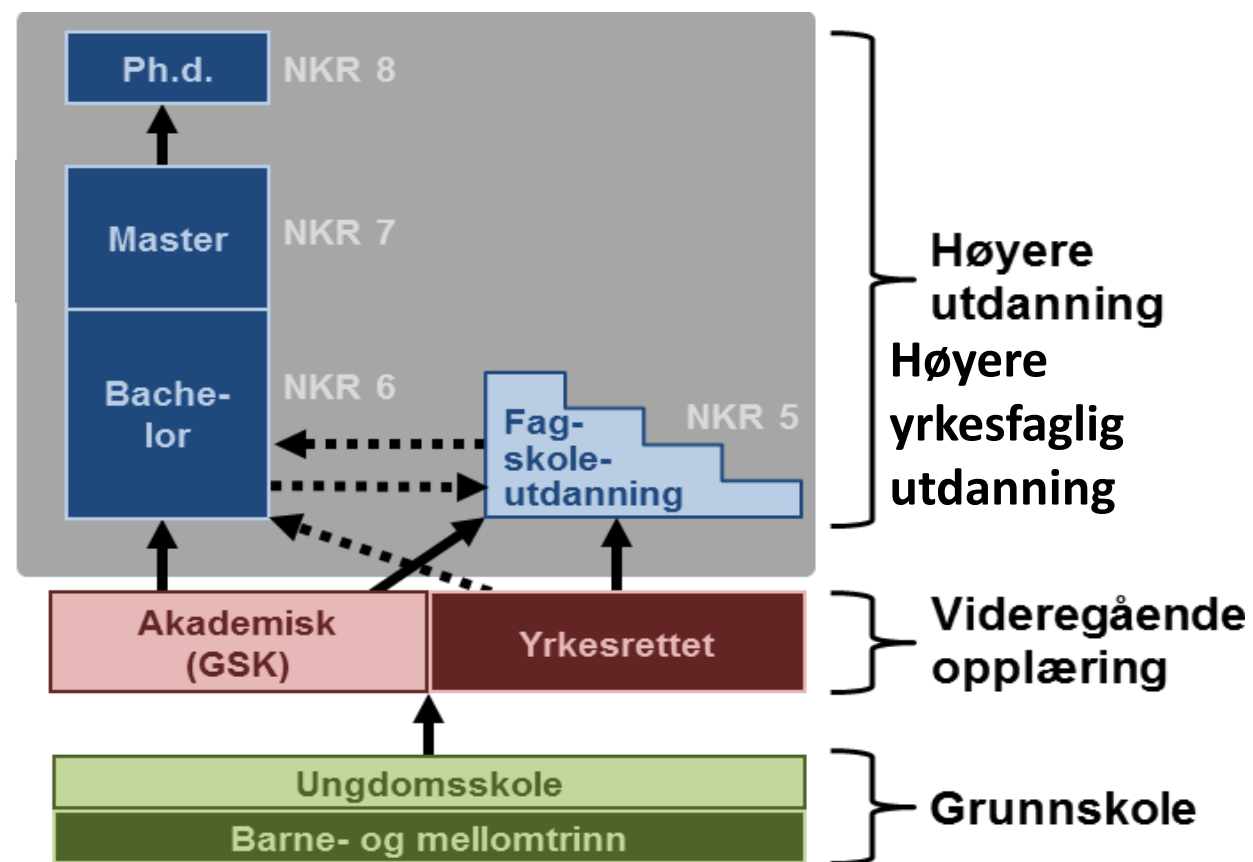 Ph.d.
NKR 8
Master
NKR 7
Bache-
lor
NKR 6
Fag-
skole-
utdanning
NKR 5
Høyere
utdanning
Høyere
yrkesfaglig
utdanning
Akademisk
(GSK)
Yrkesrettet
Videregående
opplæring
Ungdomsskole
Barne- og mellomtrinn
Grunnskole